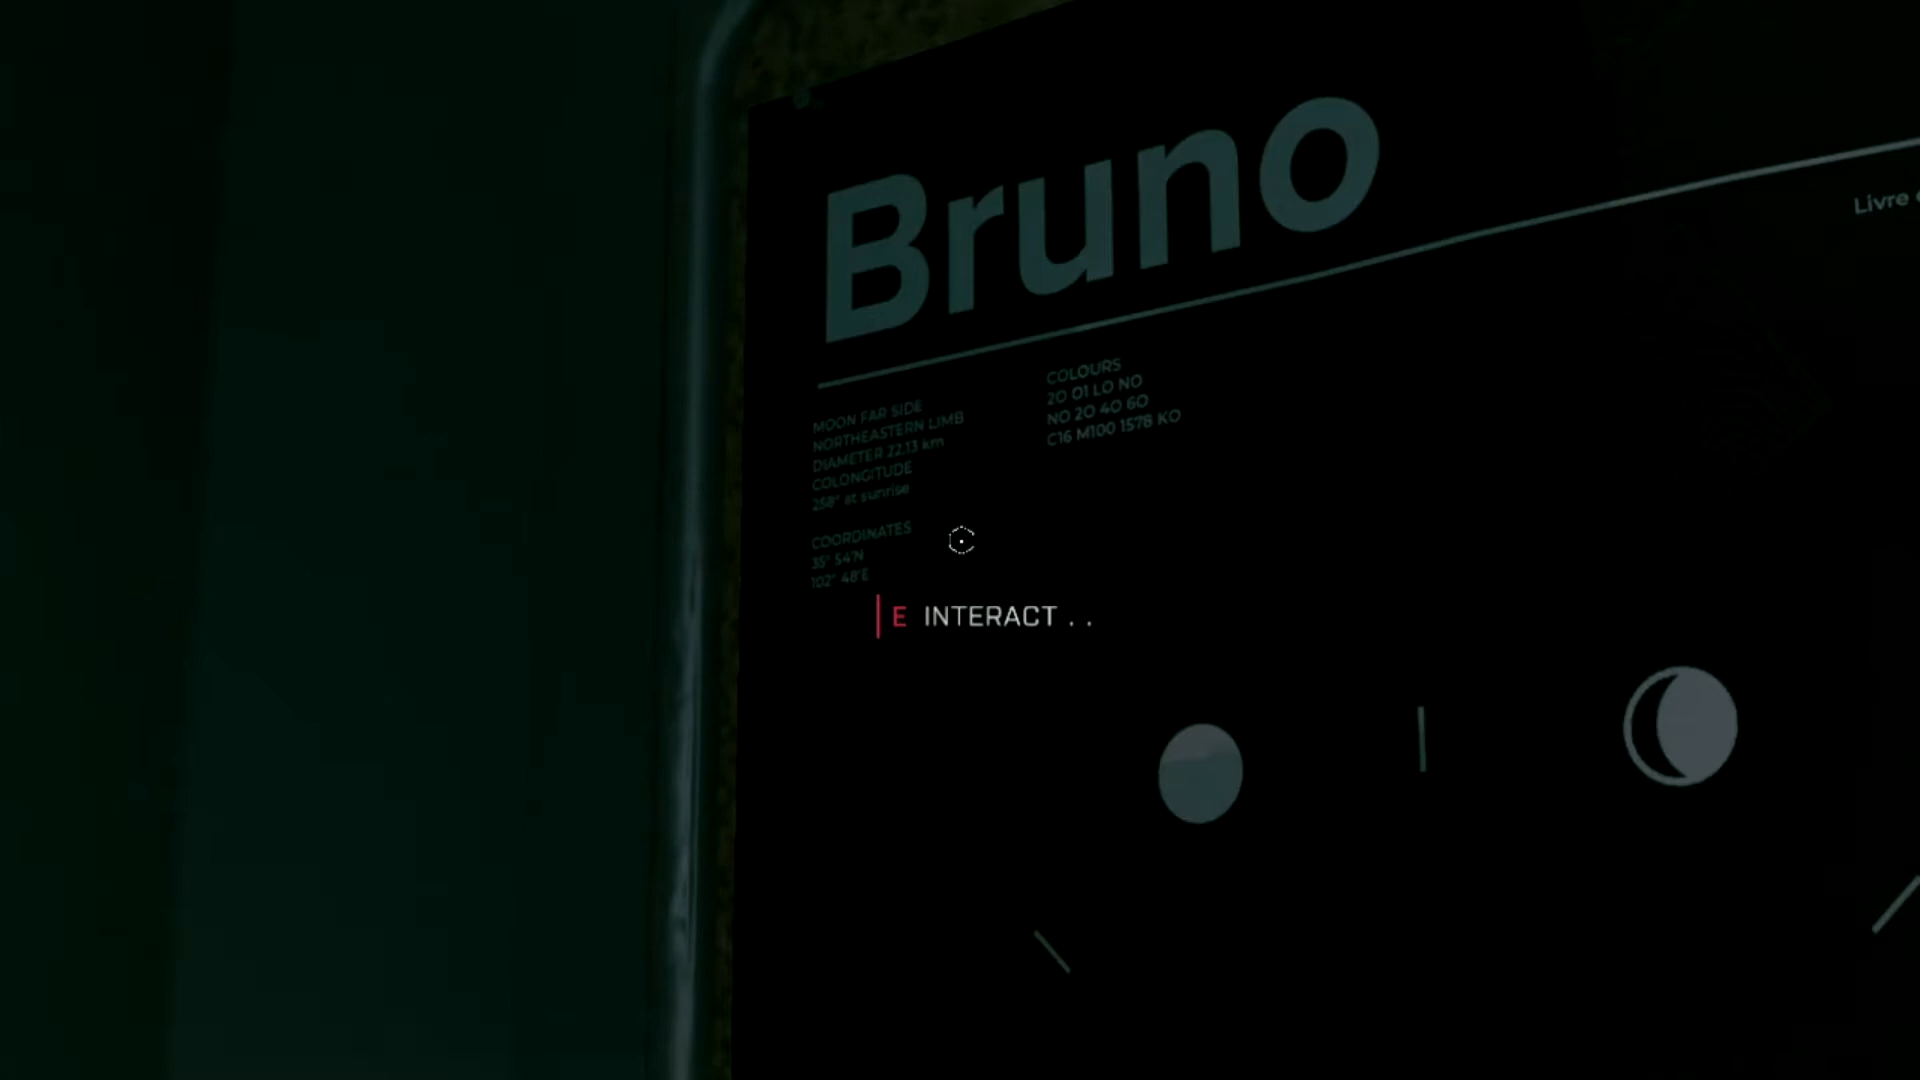 Bruno
Livre
MOON FAR SIDE
NORTHEASTERN LIMB
DIAMETER 22.13 km
COLONGITUDE
258° at sunrise
COORDINATES
35° 54'N
102° 48'E
COLOURS
20 01 LO NO
NO 20 40 60
C16 M100 1578 KO
E INTERACT . .